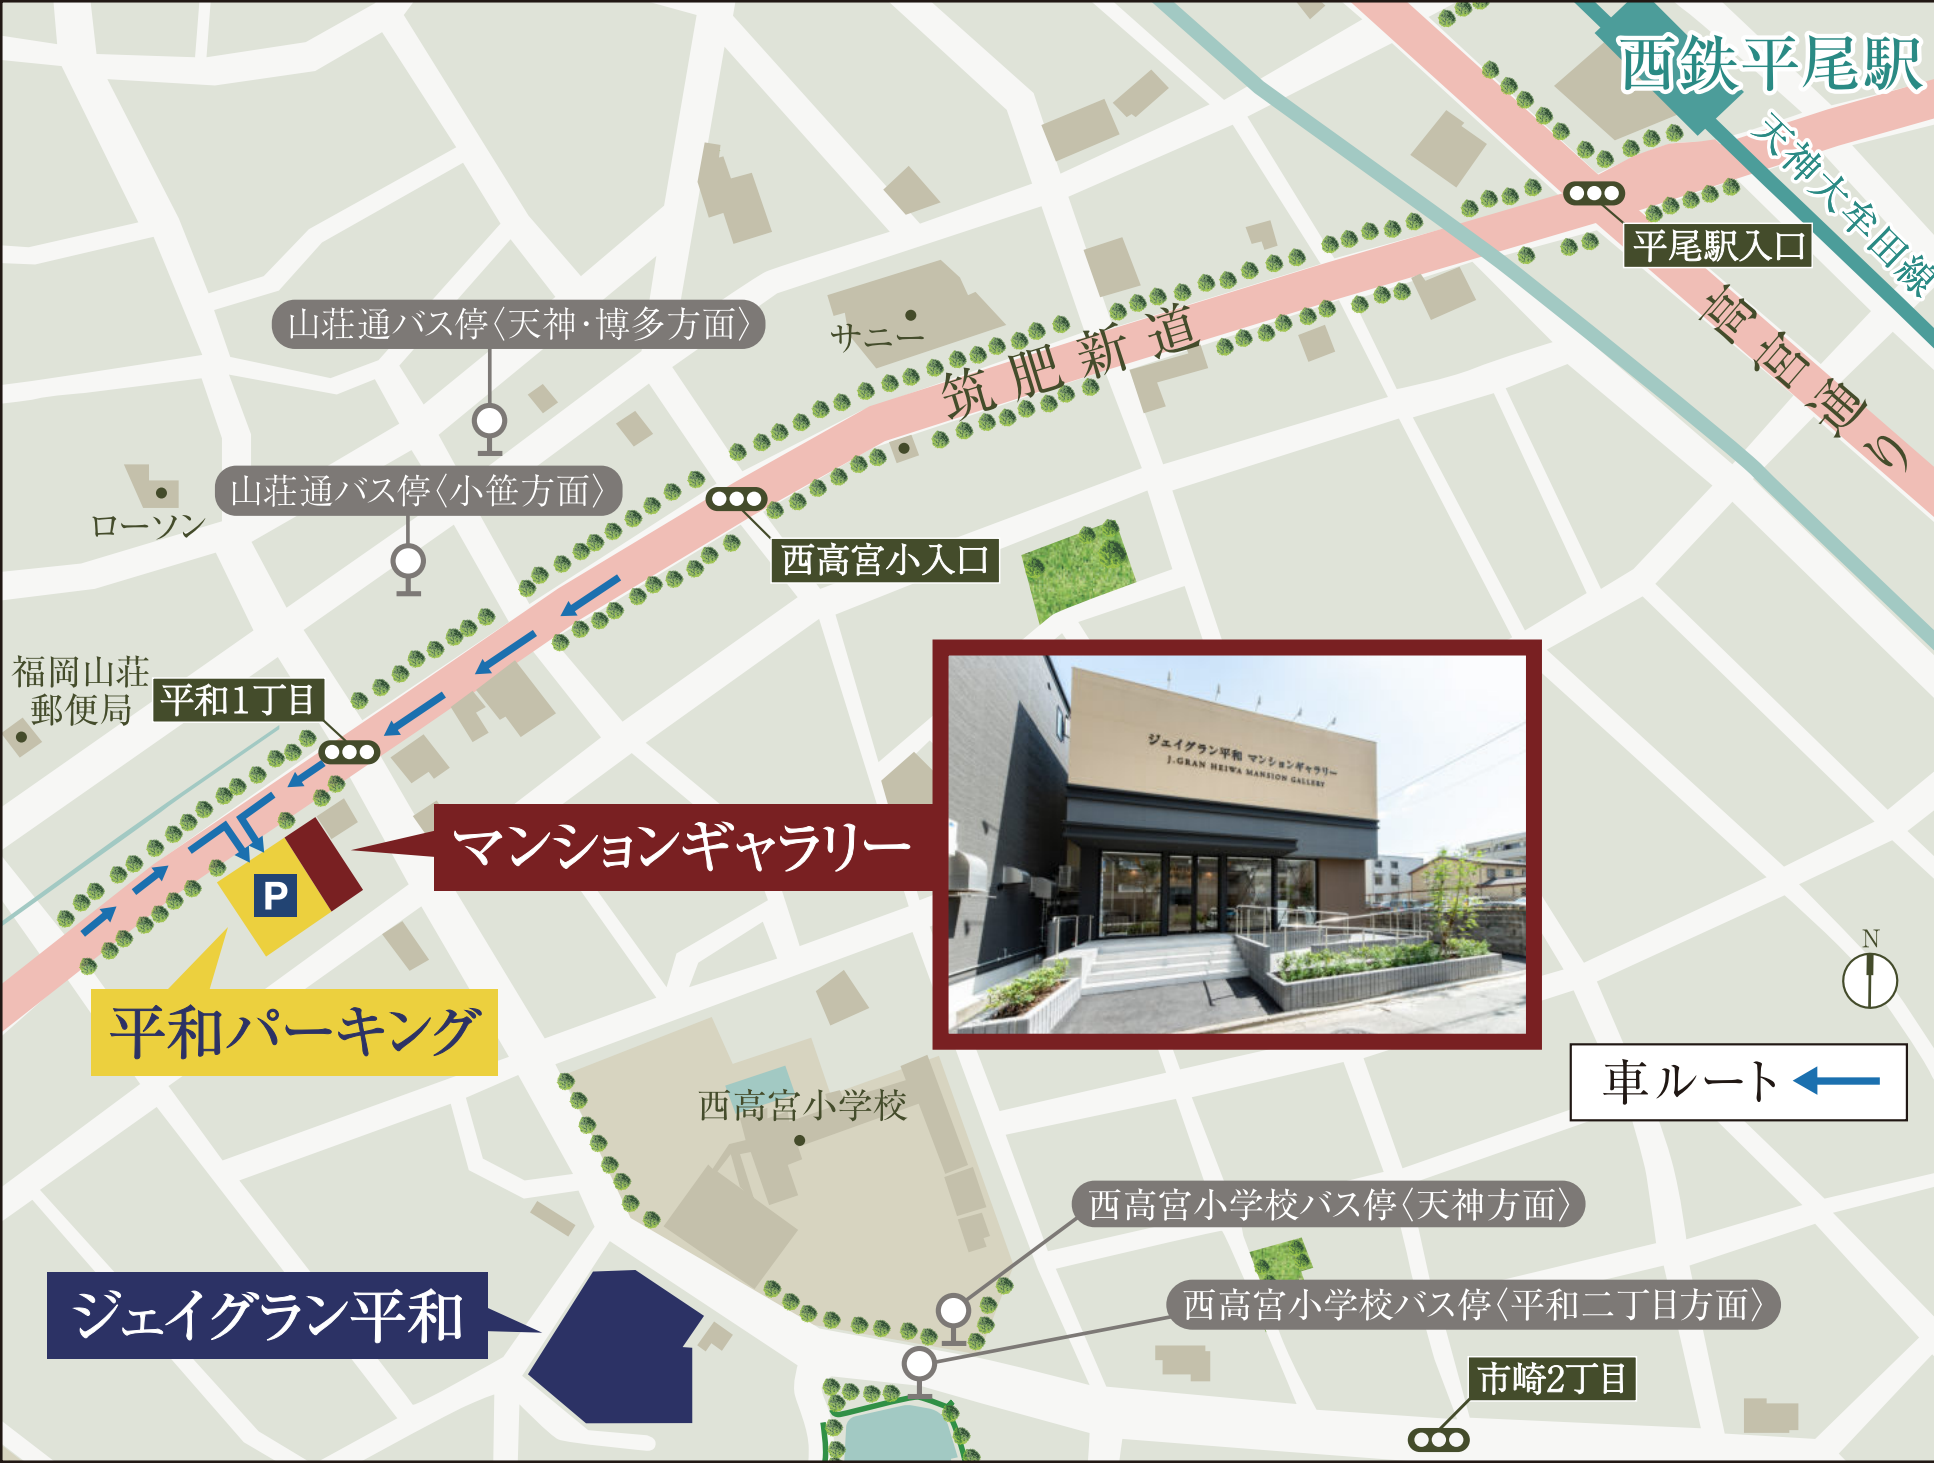 西鉄平尾駅
天神大牟田線
平尾駅入口
高宮通り
山荘通バス停〈天神・博多方面〉
サニー
筑肥新道
山荘通バス停〈小笹方面〉
ローソン
西高宮小入口
福岡山荘
郵便局
平和1丁目
マンションギャラリー
ジェイグラン平和 マンションギャラリー
J.GRAN HEIWA MANSION GALLERY
P
N
平和パーキング
車ルート
西高宮小学校
西高宮小学校バス停〈天神方面〉
ジェイグラン平和
西高宮小学校バス停〈平和二丁目方面〉
市崎2丁目